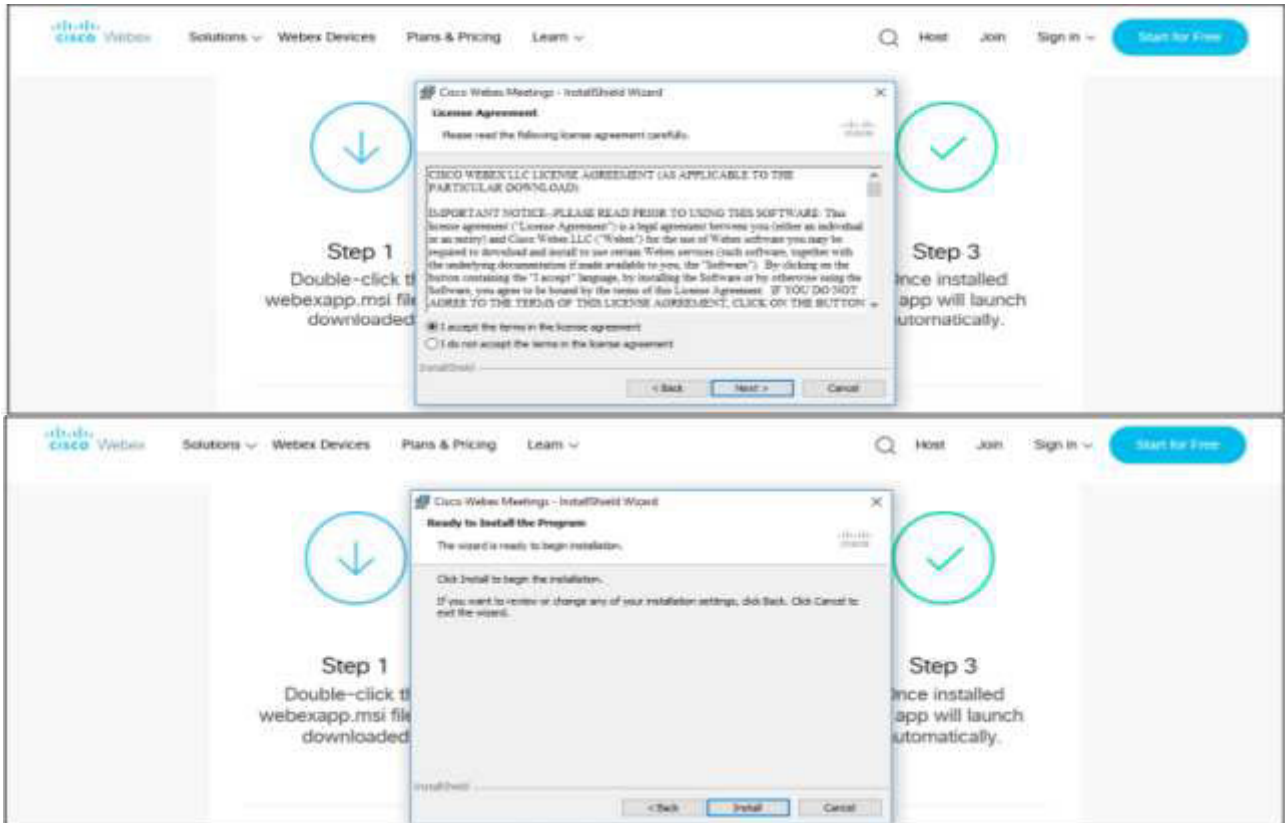 cisco Webex
Solutions Webex Devices Plans & Pricing Learn Host Join Sign in Start for Free
Cisco Webex Meetings - InstallShield Wizard
License Agreement
Please read the following license agreement carefully.
cisco
CISCO WEBEX LLC LICENSE AGREEMENT (AS APPLICABLE TO THE
PARTICULAR DOWNLOAD)
IMPORTANT NOTICE--PLEASE READ PRIOR TO USING THIS SOFTWARE: This
license agreement ("License Agreement") is a legal agreement between you (either an individual
or an entity) and Cisco Webex LLC ("Webex") for the use of Webex software you may be
required to download and install to use certain Webex services (such software, together with
the underlying documentation if made available to you, the "Software"). By clicking on the
button containing the "I accept" language, by installing the Software or by otherwise using the
Software, you agree to be bound by the terms of this License Agreement. IF YOU DO NOT
AGREE TO THE TERMS OF THIS LICENSE AGREEMENT, CLICK ON THE BUTTON
I accept the terms in the license agreement
I do not accept the terms in the license agreement
InstallShield
< Back Next > Cancel
Step 1
Double-click th
webexapp.msi file
downloaded
Step 3
Once installed
app will launch
automatically.
cisco Webex
Solutions Webex Devices Plans & Pricing Learn Host Join Sign in Start for Free
Cisco Webex Meetings - InstallShield Wizard
Ready to Install the Program
The wizard is ready to begin installation.
cisco
Click Install to begin the installation.
If you want to review or change any of your installation settings, click Back. Click Cancel to
exit the wizard.
InstallShield
< Back Install Cancel
Step 1
Double-click th
webexapp.msi file
downloaded
Step 3
Once installed
app will launch
automatically.